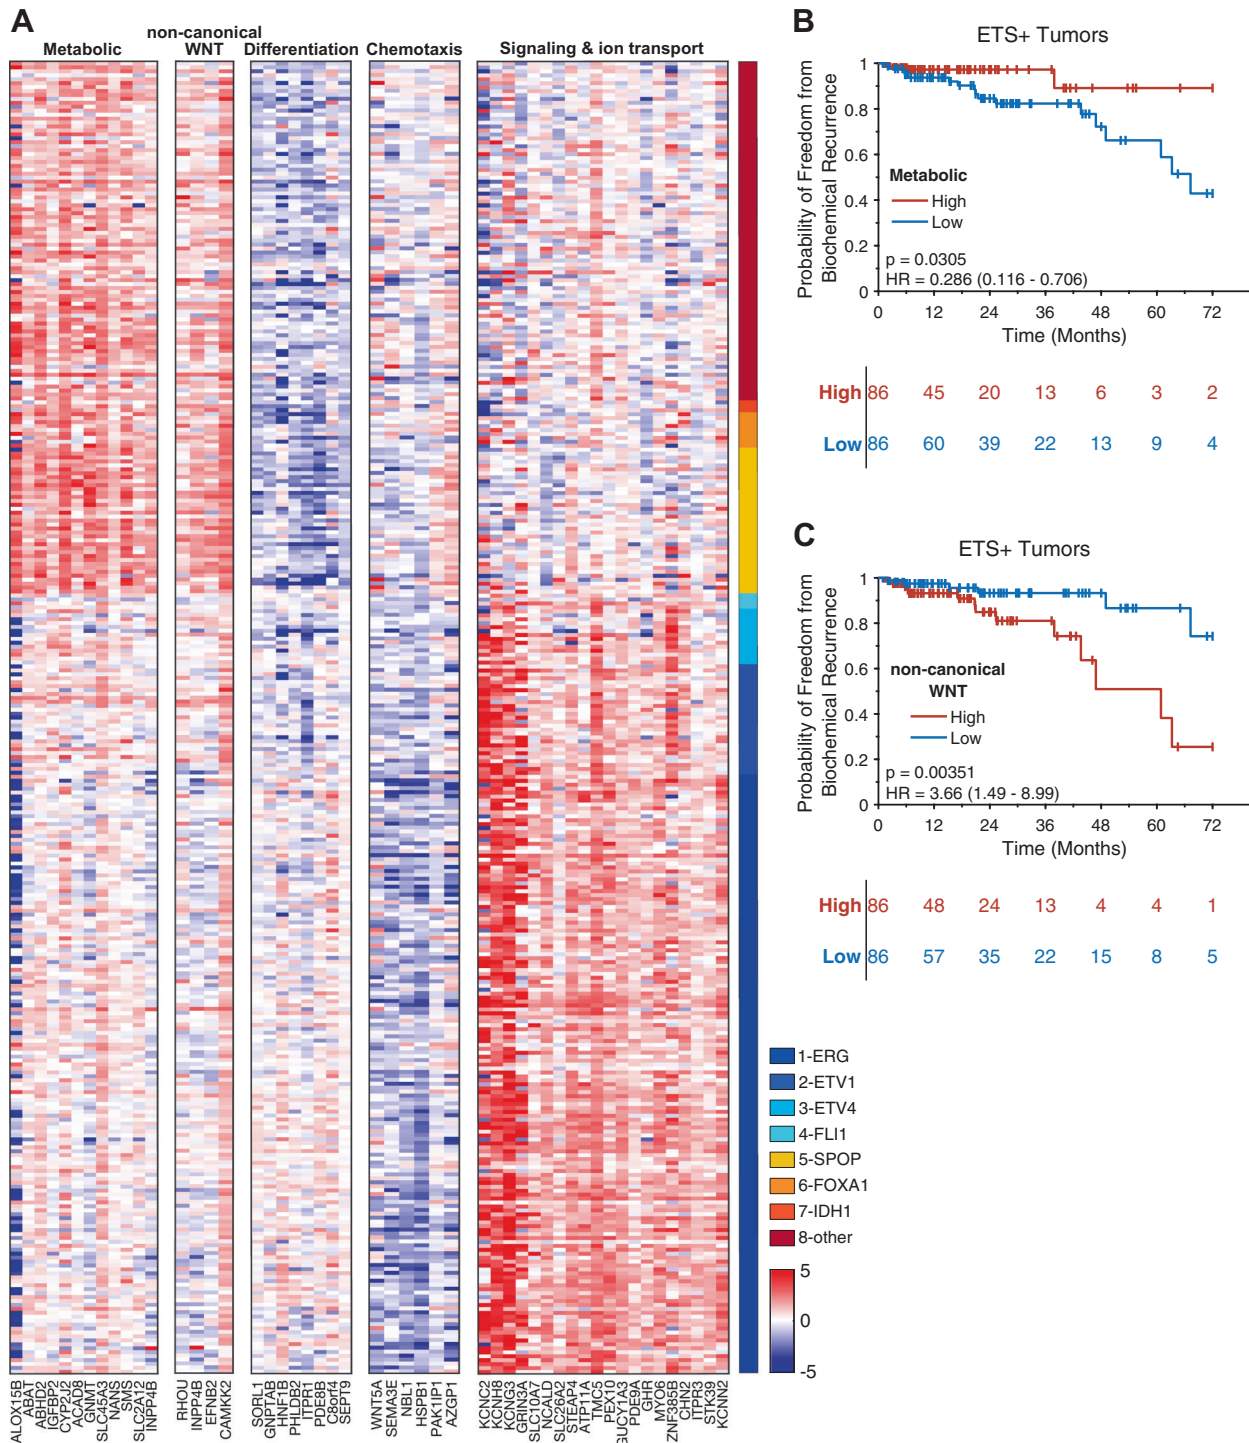 A
Metabolic
non-canonical
WNT
Differentiation
Chemotaxis
Signaling & ion transport
ALOX15B
ABAT
ABHD2
IGFBP2
CYP2J2
ACAD8
GNMT
SLC45A3
NANS
SMS
SLC2A12
INPP4B
RHOU
INPP4B
EFNB2
CAMKK2
SORL1
GNPTAB
HNF1B
PHLDB2
ITPR1
PDE8B
C8orf4
SEPT9
WNT5A
SEMA3E
NBL1
HSPB1
PAK1IP1
AZGP1
KCNC2
KCNH8
KCNG3
GRIN3A
SLC10A7
NCALD
SLC26A2
STEAP4
ATP11A
TMC5
PEX10
GUCY1A3
PDE9A
GHR
MYO6
ZNF385B
CHN2
ITPR3
STK39
KCNN2
1-ERG
2-ETV1
3-ETV4
4-FLI1
5-SPOP
6-FOXA1
7-IDH1
8-other
5
0
-5
B
ETS+ Tumors
Probability of Freedom from
Biochemical Recurrence
1
0.8
0.6
0.4
0.2
0
Metabolic
High
Low
p = 0.0305
HR = 0.286 (0.116 - 0.706)
0 12 24 36 48 60 72
Time (Months)
High 86 45 20 13 6 3 2
Low 86 60 39 22 13 9 4
C
ETS+ Tumors
Probability of Freedom from
Biochemical Recurrence
1
0.8
0.6
0.4
0.2
0
non-canonical
WNT
High
Low
p = 0.00351
HR = 3.66 (1.49 - 8.99)
0 12 24 36 48 60 72
Time (Months)
High 86 48 24 13 4 4 1
Low 86 57 35 22 15 8 5